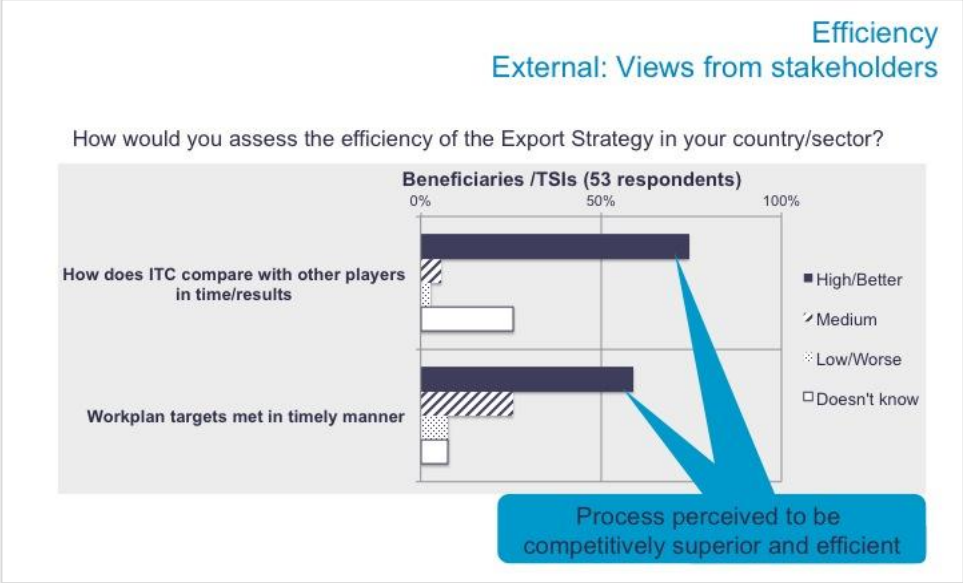 Efficiency
External: Views from stakeholders
How would you assess the efficiency of the Export Strategy in your country/sector?
Beneficiaries /TSIs (53 respondents)
0% 50% 100%
How does ITC compare with other players
in time/results
Workplan targets met in timely manner
High/Better
Medium
Low/Worse
Doesn't know
Process perceived to be
competitively superior and efficient